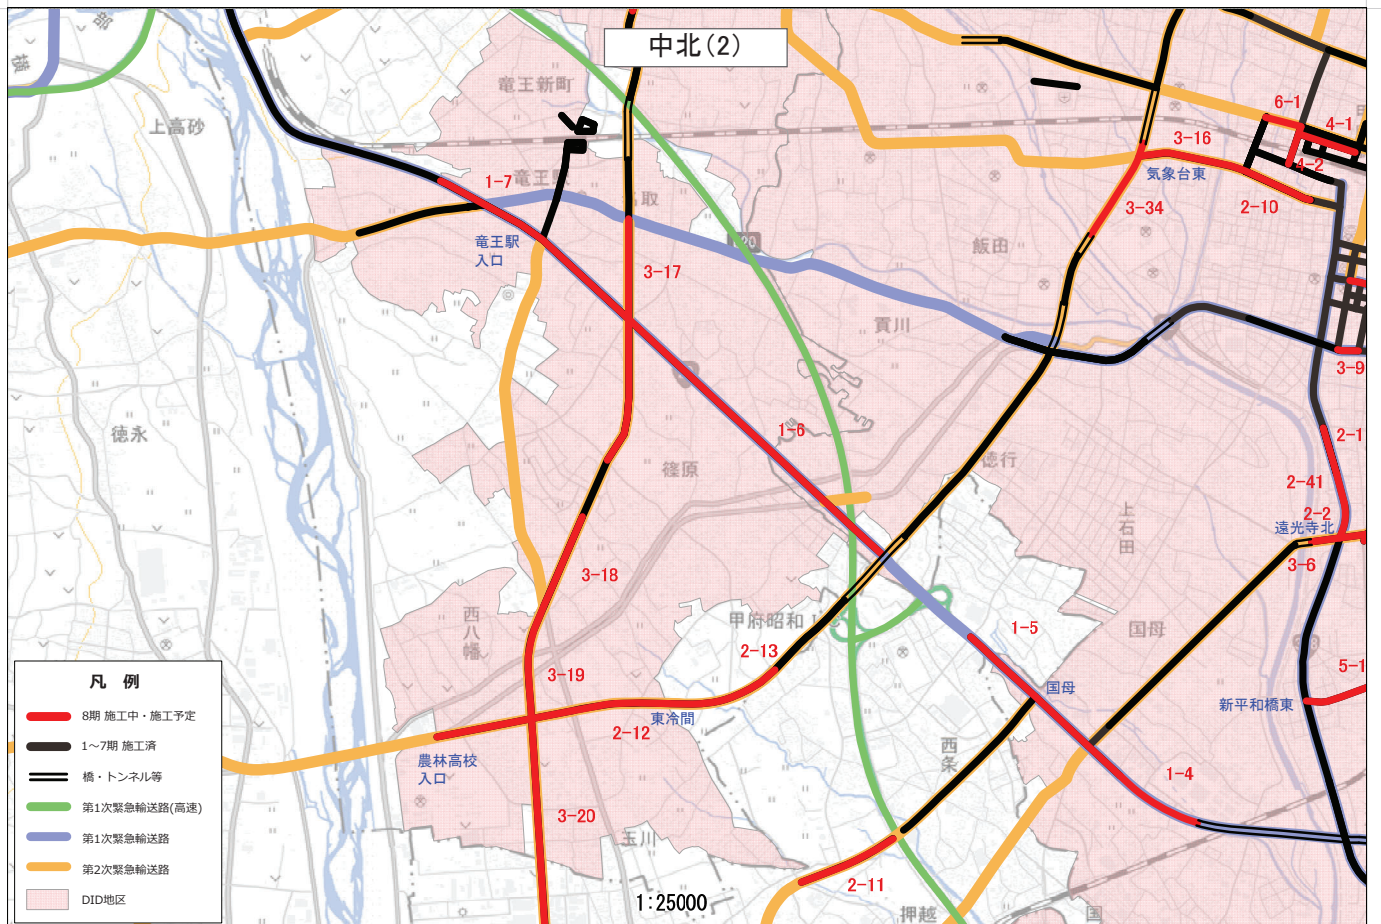 中北(2)
部
横
竜王新町
上高砂
6-1
4-1
3-16
4-2
気象台東
1-7
竜王駅
2-10
3-34
竜王駅
入口
飯田
3-17
貢川
3-9
徳永
1-6
2-1
篠原
徳行
2-41
上石田
2-2
遠光寺北
3-6
3-18
西八幡
甲府昭和I
1-5
国母
2-13
5-1
3-19
国母
新平和橋東
東冷間
2-12
西条
農林高校
入口
1-4
3-20
玉川
2-11
1:25000
押越
国
凡 例
8期 施工中・施工予定
1～7期 施工済
橋・トンネル等
第1次緊急輸送路(高速)
第1次緊急輸送路
第2次緊急輸送路
DID地区